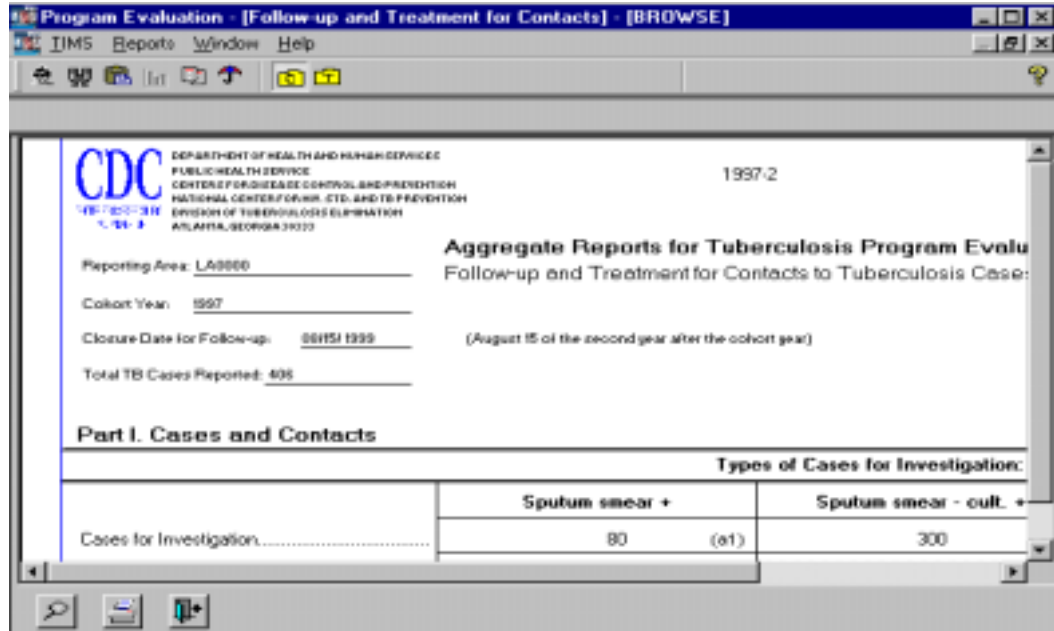 Program Evaluation - [Follow-up and Treatment for Contacts] - [BROWSE]
TIMS Reports Window Help
CDC
DEPARTMENT OF HEALTH AND HUMAN SERVICES
PUBLIC HEALTH SERVICE
CENTERS FOR DISEASE CONTROL AND PREVENTION
NATIONAL CENTER FOR HIV, STD, AND TB PREVENTION
DIVISION OF TUBERCULOSIS ELIMINATION
ATLANTA, GEORGIA 30333
1997-2
Aggregate Reports for Tuberculosis Program Evalu
Follow-up and Treatment for Contacts to Tuberculosis Case
Reporting Area: LA0000
Cohort Year: 1997
Closure Date for Follow-up: 08/15/1999 (August 15 of the second year after the cohort year)
Total TB Cases Reported: 406
Part I. Cases and Contacts
Types of Cases for Investigation:
Sputum smear + Sputum smear - cult. +
Cases for Investigation................................ 80 (a1) 300